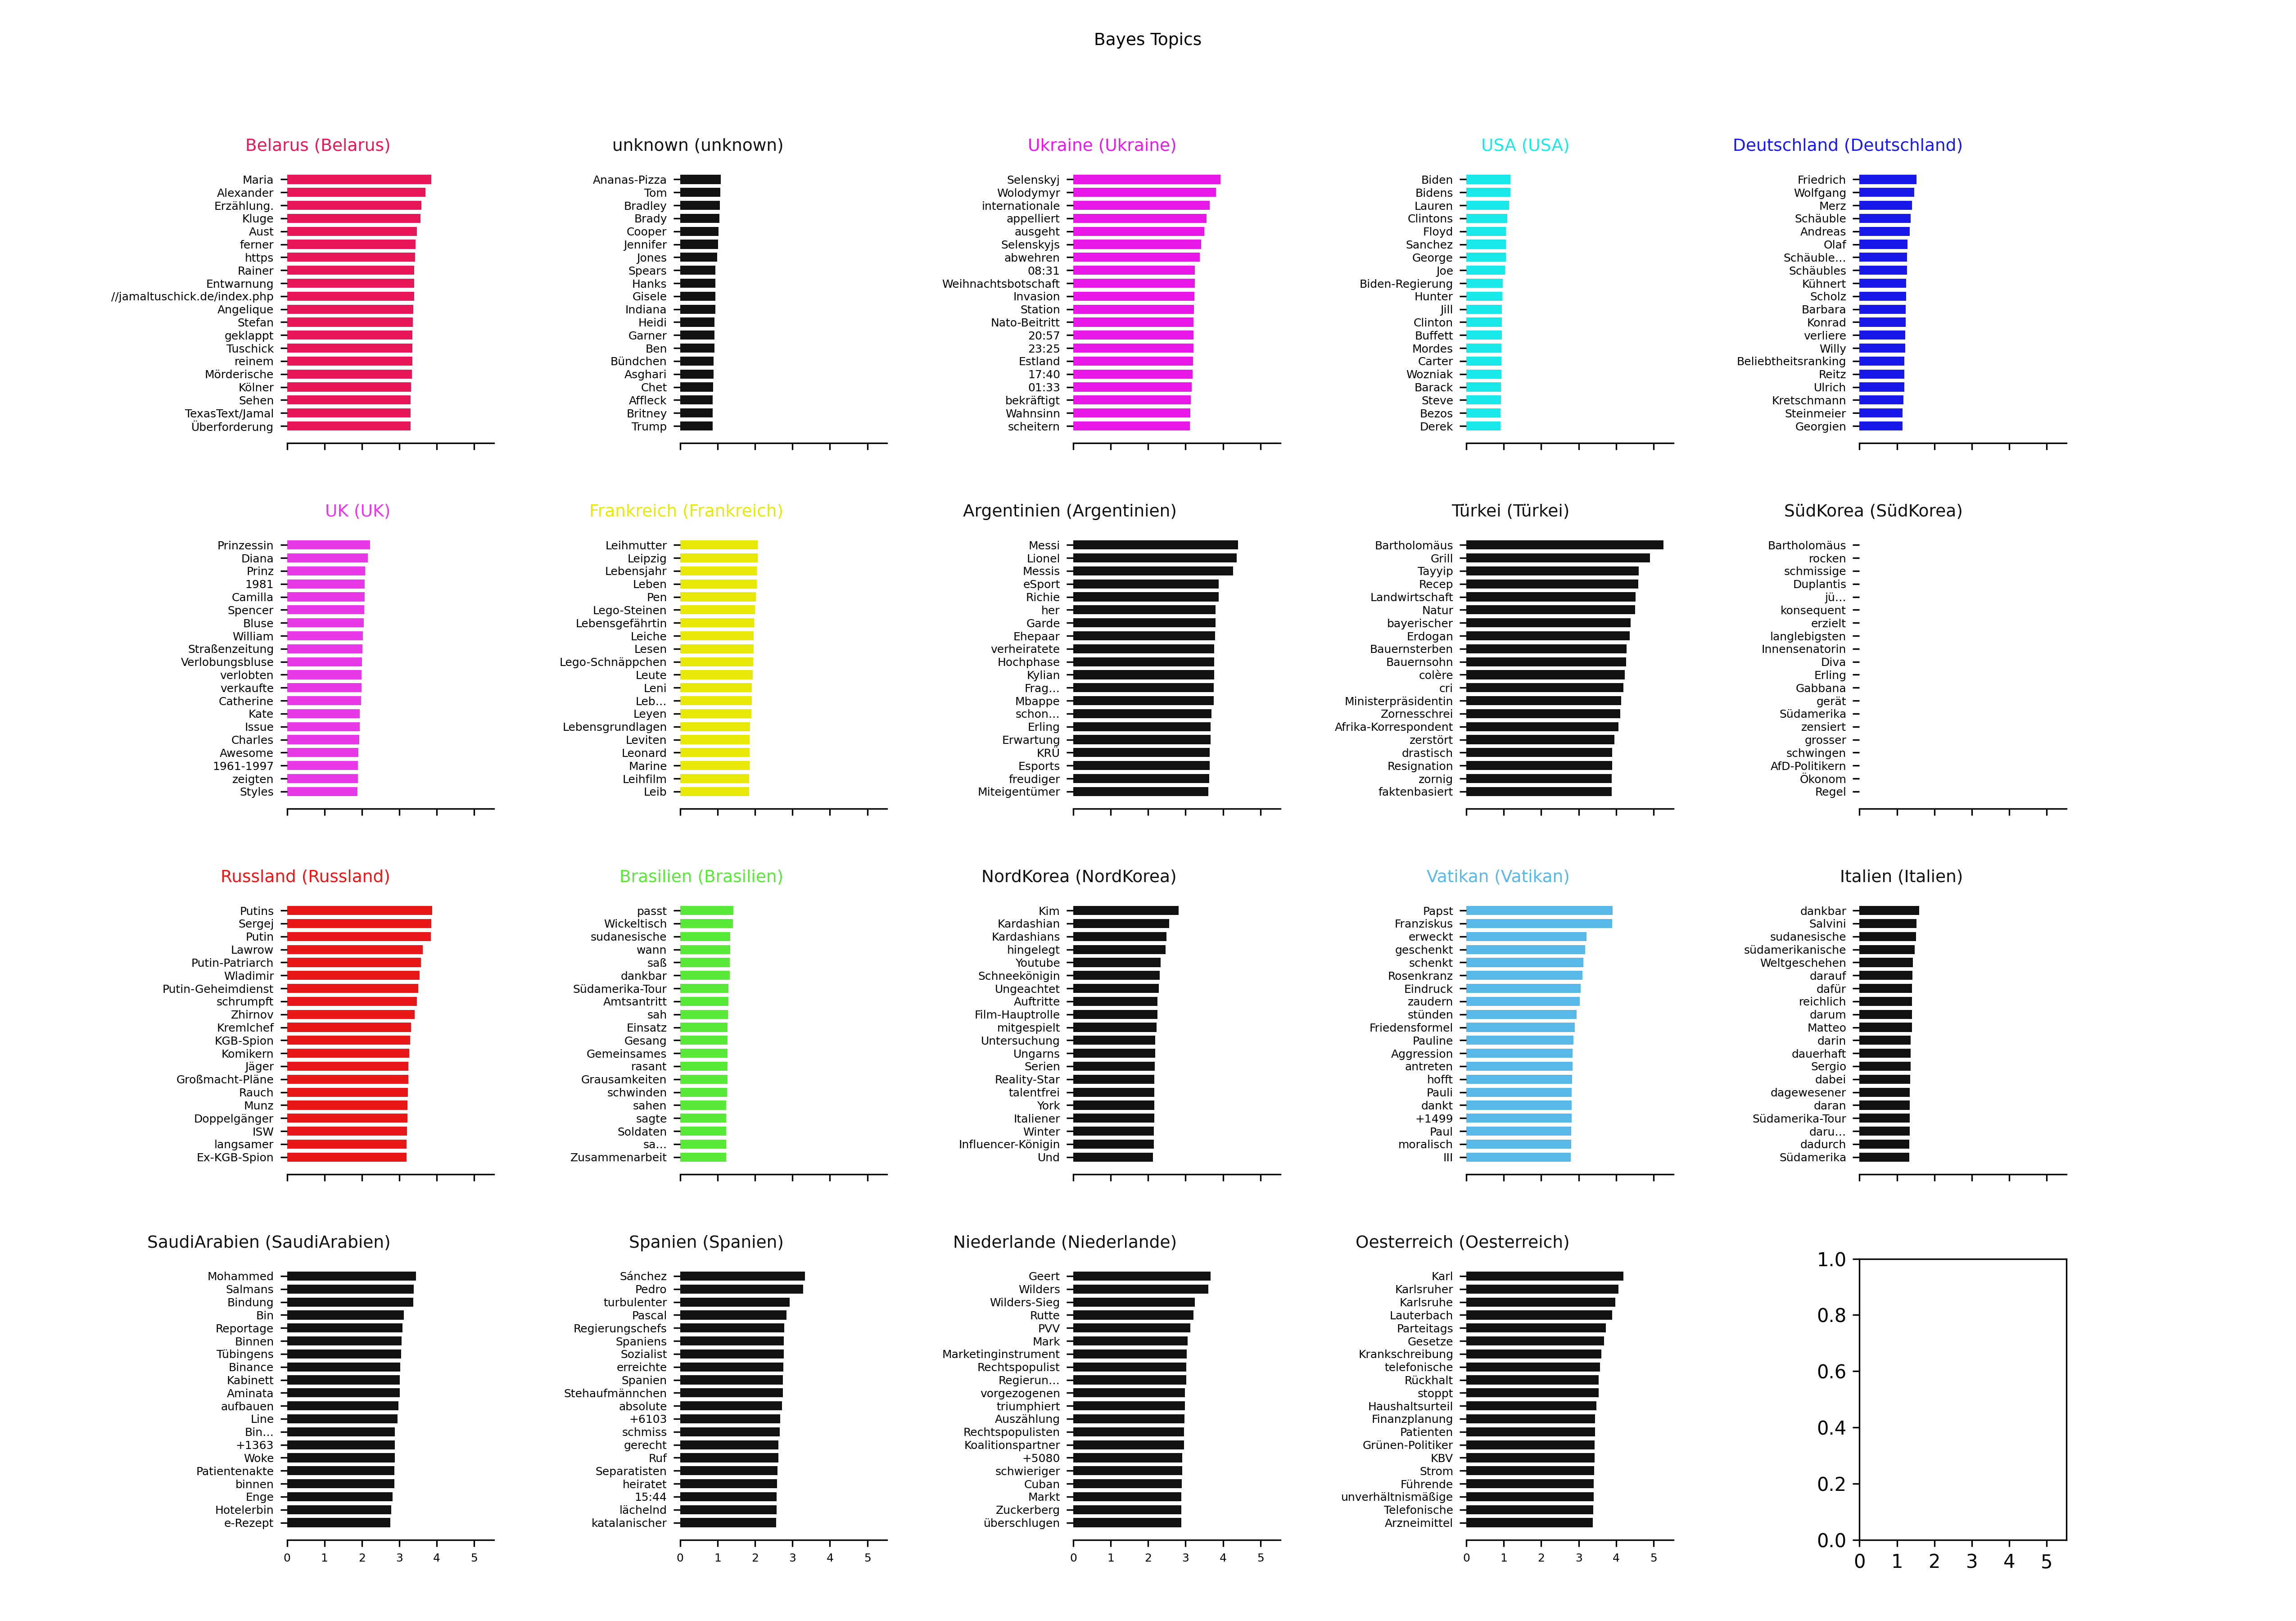 Bayes Topics
Belarus (Belarus)
Maria
Alexander
Erzählung.
Kluge
Aust
ferner
https
Rainer
Entwarnung
//jamaltuschick.de/index.php
Angelique
Stefan
geklappt
Tuschick
reinem
Mörderische
Kölner
Sehen
TexasText/Jamal
Überforderung
unknown (unknown)
Ananas-Pizza
Tom
Bradley
Brady
Cooper
Jennifer
Jones
Spears
Hanks
Gisele
Indiana
Heidi
Garner
Ben
Bündchen
Asghari
Chet
Affleck
Britney
Trump
Ukraine (Ukraine)
Selenskyj
Wolodymyr
internationale
appelliert
ausgeht
Selenskyjs
abwehren
08:31
Weihnachtsbotschaft
Invasion
Station
Nato-Beitritt
20:57
23:25
Estland
17:40
01:33
bekräftigt
Wahnsinn
scheitern
USA (USA)
Biden
Bidens
Lauren
Clintons
Floyd
Sanchez
George
Joe
Biden-Regierung
Hunter
Jill
Clinton
Buffett
Mordes
Carter
Wozniak
Barack
Steve
Bezos
Derek
Deutschland (Deutschland)
Friedrich
Wolfgang
Merz
Schäuble
Andreas
Olaf
Schäuble…
Schäubles
Kühnert
Scholz
Barbara
Konrad
verliere
Willy
Beliebtheitsranking
Reitz
Ulrich
Kretschmann
Steinmeier
Georgien
UK (UK)
Prinzessin
Diana
Prinz
1981
Camilla
Spencer
Bluse
William
Straßenzeitung
Verlobungsbluse
verlobten
verkaufte
Catherine
Kate
Issue
Charles
Awesome
1961-1997
zeigten
Styles
Frankreich (Frankreich)
Leihmutter
Leipzig
Lebensjahr
Leben
Pen
Lego-Steinen
Lebensgefährtin
Leiche
Lesen
Lego-Schnäppchen
Leute
Leni
Leb…
Leyen
Lebensgrundlagen
Leviten
Leonard
Marine
Leihfilm
Leib
Argentinien (Argentinien)
Messi
Lionel
Messis
eSport
Richie
her
Garde
Ehepaar
verheiratete
Hochphase
Kylian
Frag…
Mbappe
schon…
Erling
Erwartung
KRÜ
Esports
freudiger
Miteigentümer
Türkei (Türkei)
Bartholomäus
Grill
Tayyip
Recep
Landwirtschaft
Natur
bayerischer
Erdogan
Bauernsterben
Bauernsohn
colère
cri
Ministerpräsidentin
Zornesschrei
Afrika-Korrespondent
zerstört
drastisch
Resignation
zornig
faktenbasiert
SüdKorea (SüdKorea)
Bartholomäus
rocken
schmissige
Duplantis
jü…
konsequent
erzielt
langlebigsten
Innensenatorin
Diva
Erling
Gabbana
gerät
Südamerika
zensiert
grosser
schwingen
AfD-Politikern
Ökonom
Regel
Russland (Russland)
Putins
Sergej
Putin
Lawrow
Putin-Patriarch
Wladimir
Putin-Geheimdienst
schrumpft
Zhirnov
Kremlchef
KGB-Spion
Komikern
Jäger
Großmacht-Pläne
Rauch
Munz
Doppelgänger
ISW
langsamer
Ex-KGB-Spion
Brasilien (Brasilien)
passt
Wickeltisch
sudanesische
wann
saß
dankbar
Südamerika-Tour
Amtsantritt
sah
Einsatz
Gesang
Gemeinsames
rasant
Grausamkeiten
schwinden
sahen
sagte
Soldaten
sa…
Zusammenarbeit
NordKorea (NordKorea)
Kim
Kardashian
Kardashians
hingelegt
Youtube
Schneekönigin
Ungeachtet
Auftritte
Film-Hauptrolle
mitgespielt
Untersuchung
Ungarns
Serien
Reality-Star
talentfrei
York
Italiener
Winter
Influencer-Königin
Und
Vatikan (Vatikan)
Papst
Franziskus
erweckt
geschenkt
schenkt
Rosenkranz
Eindruck
zaudern
stünden
Friedensformel
Pauline
Aggression
antreten
hofft
Pauli
dankt
+1499
Paul
moralisch
III
Italien (Italien)
dankbar
Salvini
sudanesische
südamerikanische
Weltgeschehen
darauf
dafür
reichlich
darum
Matteo
darin
dauerhaft
Sergio
dabei
dagewesener
daran
Südamerika-Tour
daru…
dadurch
Südamerika
SaudiArabien (SaudiArabien)
Mohammed
Salmans
Bindung
Bin
Reportage
Binnen
Tübingens
Binance
Kabinett
Aminata
aufbauen
Line
Bin…
+1363
Woke
Patientenakte
binnen
Enge
Hotelerbin
e-Rezept
0 1 2 3 4 5
Spanien (Spanien)
Sánchez
Pedro
turbulenter
Pascal
Regierungschefs
Spaniens
Sozialist
erreichte
Spanien
Stehaufmännchen
absolute
+6103
schmiss
gerecht
Ruf
Separatisten
heiratet
15:44
lächelnd
katalanischer
0 1 2 3 4 5
Niederlande (Niederlande)
Geert
Wilders
Wilders-Sieg
Rutte
PVV
Mark
Marketinginstrument
Rechtspopulist
Regierun…
vorgezogenen
triumphiert
Auszählung
Rechtspopulisten
Koalitionspartner
+5080
schwieriger
Cuban
Markt
Zuckerberg
überschlugen
0 1 2 3 4 5
Oesterreich (Oesterreich)
Karl
Karlsruher
Karlsruhe
Lauterbach
Parteitags
Gesetze
Krankschreibung
telefonische
Rückhalt
stoppt
Haushaltsurteil
Finanzplanung
Patienten
Grünen-Politiker
KBV
Strom
Führende
unverhältnismäßige
Telefonische
Arzneimittel
0 1 2 3 4 5
1.0
0.8
0.6
0.4
0.2
0.0
0 1 2 3 4 5